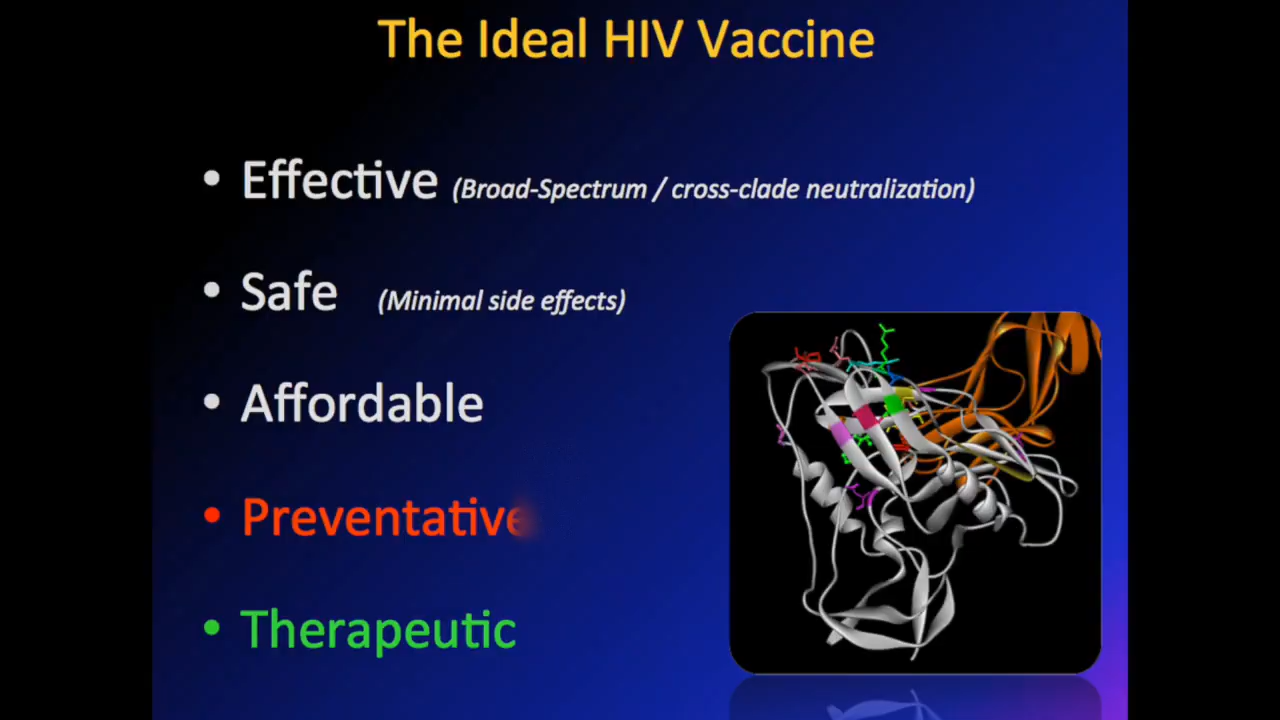 The Ideal HIV Vaccine
• Effective (Broad-Spectrum / cross-clade neutralization)
• Safe (Minimal side effects)
• Affordable
• Preventative
• Therapeutic